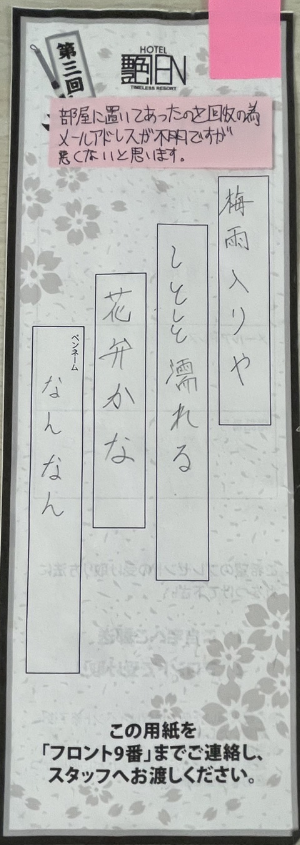 第三回
HOTEL
艶EN
TIMELESS RESORT
部屋に置いてあったのを回収の為
メールアドレスが不明ですが
悪くないと思います。
梅雨入りや
しとしと濡れる
花弁かな
ペンネーム
なんなん
この用紙を
「フロント9番」までご連絡し、
スタッフへお渡しください。